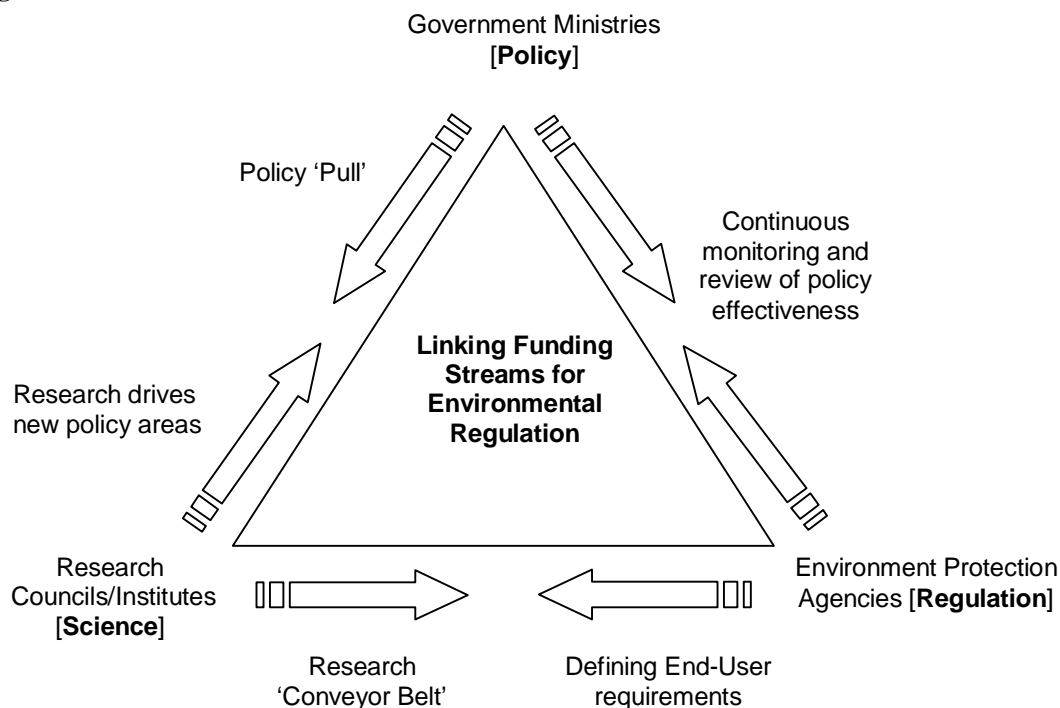 Government Ministries
[Policy]
Policy ‘Pull’
Continuous
monitoring and
review of policy
effectiveness
Linking Funding
Streams for
Environmental
Regulation
Research drives
new policy areas
Research
Councils/Institutes
[Science]
Environment Protection
Agencies [Regulation]
Research
‘Conveyor Belt’
Defining End-User
requirements